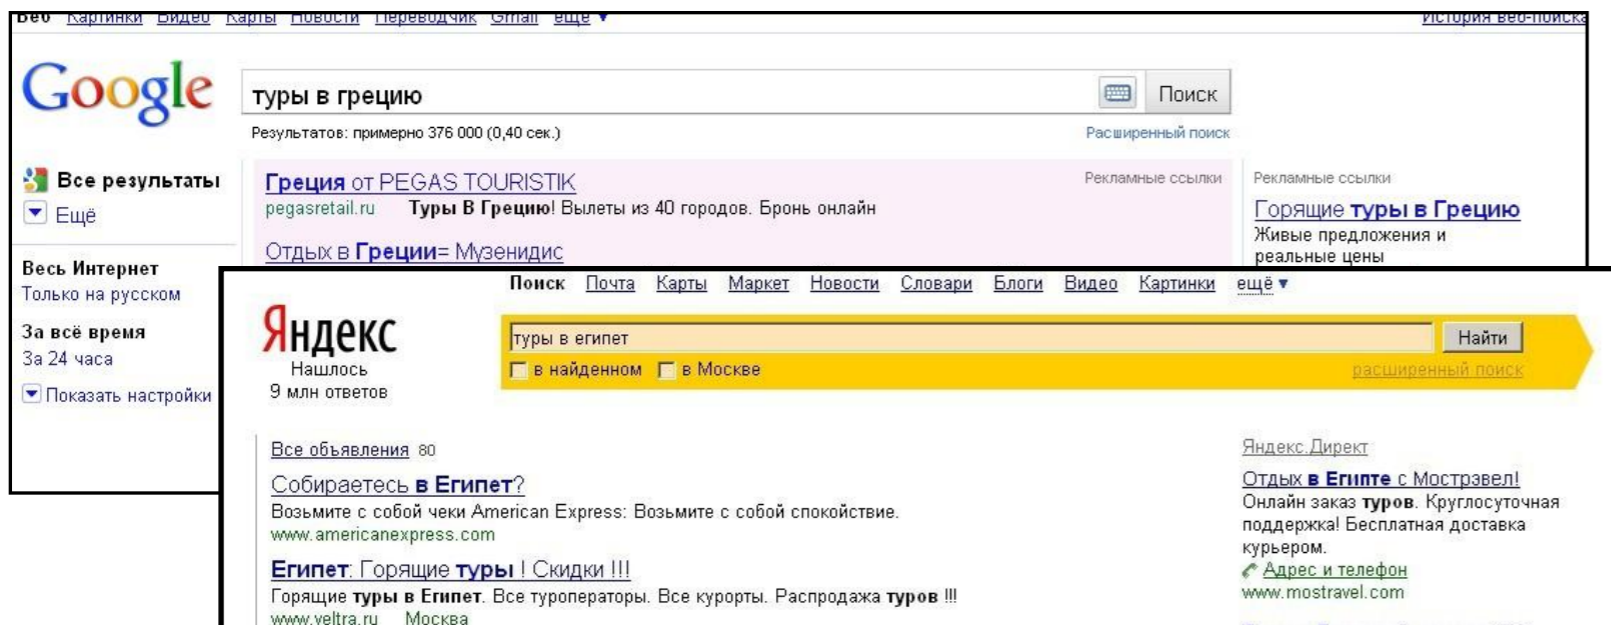 Веб Картинки Видео Карты Новости Переводчик Gmail ещё ▼
История веб-поиска
Google
туры в грецию
Поиск
Результатов: примерно 376 000 (0,40 сек.)
Расширенный поиск
Все результаты
Ещё
Весь Интернет
Только на русском
За всё время
За 24 часа
Показать настройки
Греция от PEGAS TOURISTIK
Рекламные ссылки
pegasretail.ru Туры В Грецию! Вылеты из 40 городов. Бронь онлайн
Отдых в Греции= Музенидис
Рекламные ссылки
Горящие туры в Грецию
Живые предложения и
реальные цены
Поиск Почта Карты Маркет Новости Словари Блоги Видео Картинки ещё ▼
Яндекс
Нашлось
9 млн ответов
туры в египет
Найти
в найденном в Москве
расширенный поиск
Все объявления 80
Собираетесь в Египет?
Возьмите с собой чеки American Express: Возьмите с собой спокойствие.
www.americanexpress.com
Египет: Горящие туры ! Скидки !!!
Горящие туры в Египет. Все туроператоры. Все курорты. Распродажа туров !!!
www.veltra.ru Москва
Яндекс.Директ
Отдых в Египте с Мострэвел!
Онлайн заказ туров. Круглосуточная
поддержка! Бесплатная доставка
курьером.
Адрес и телефон
www.mostravel.com